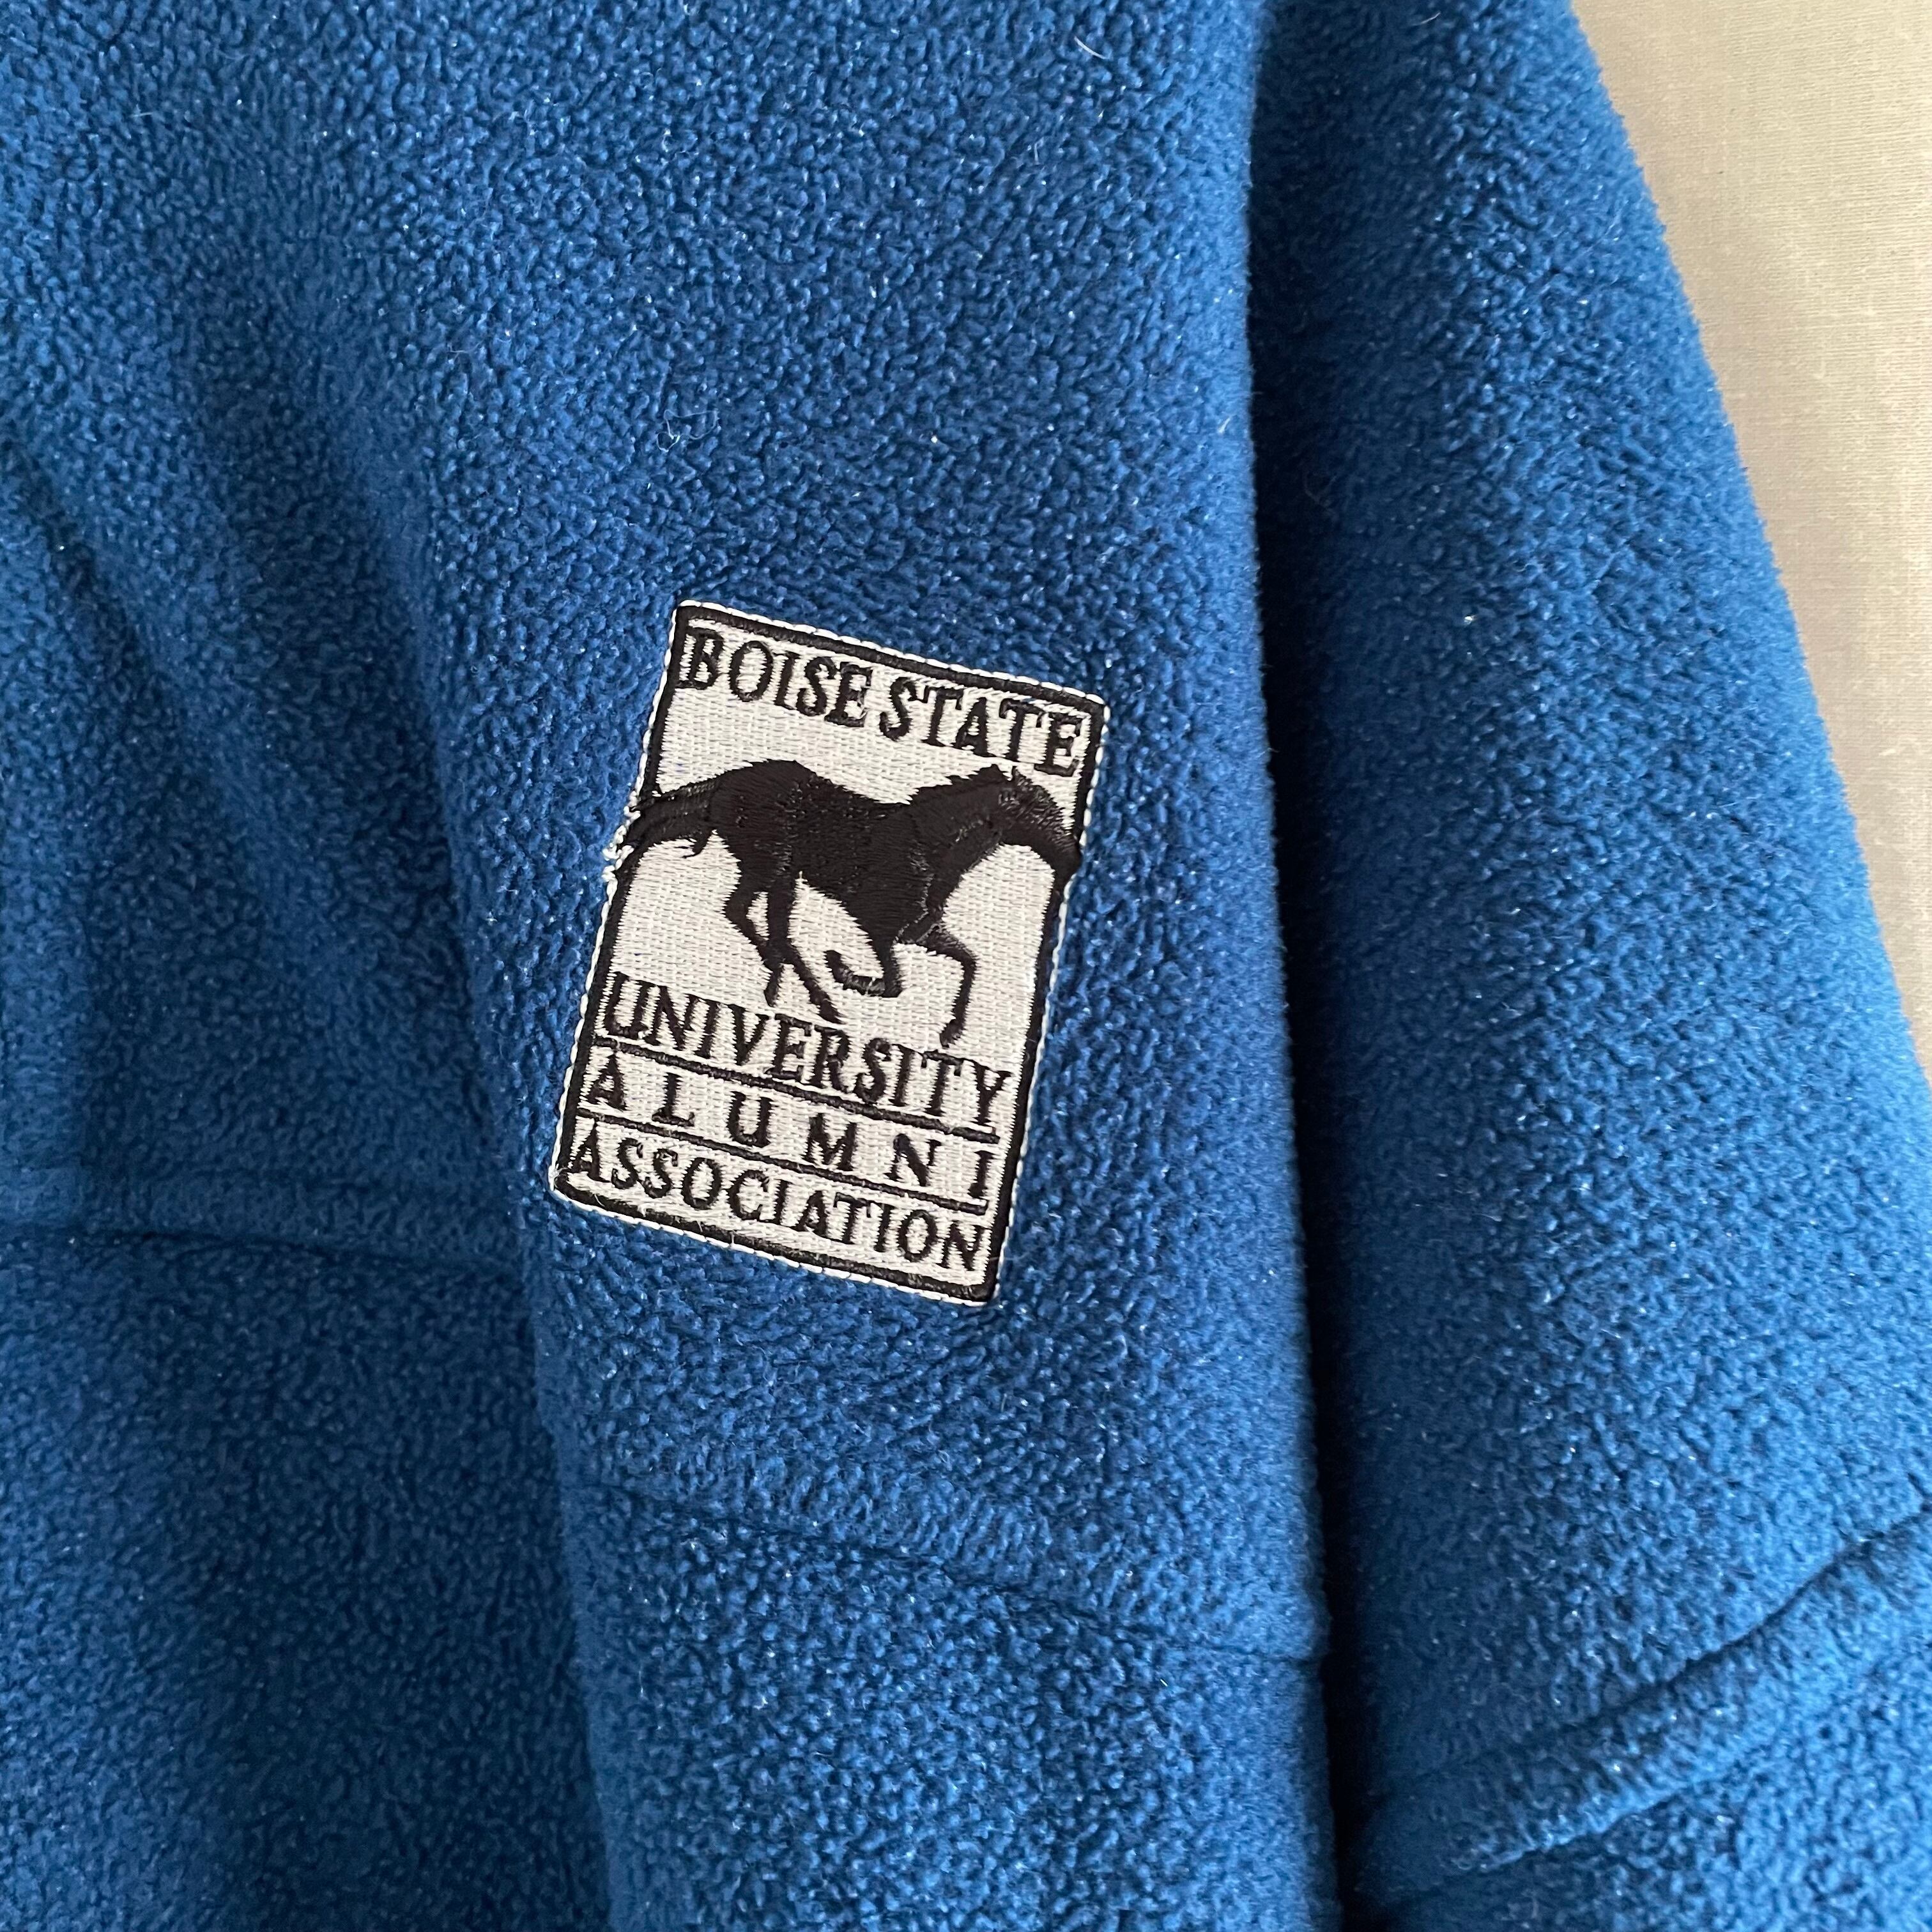 BOISE STATE
UNIVERSITY
ALUMNI
ASSOCIATION